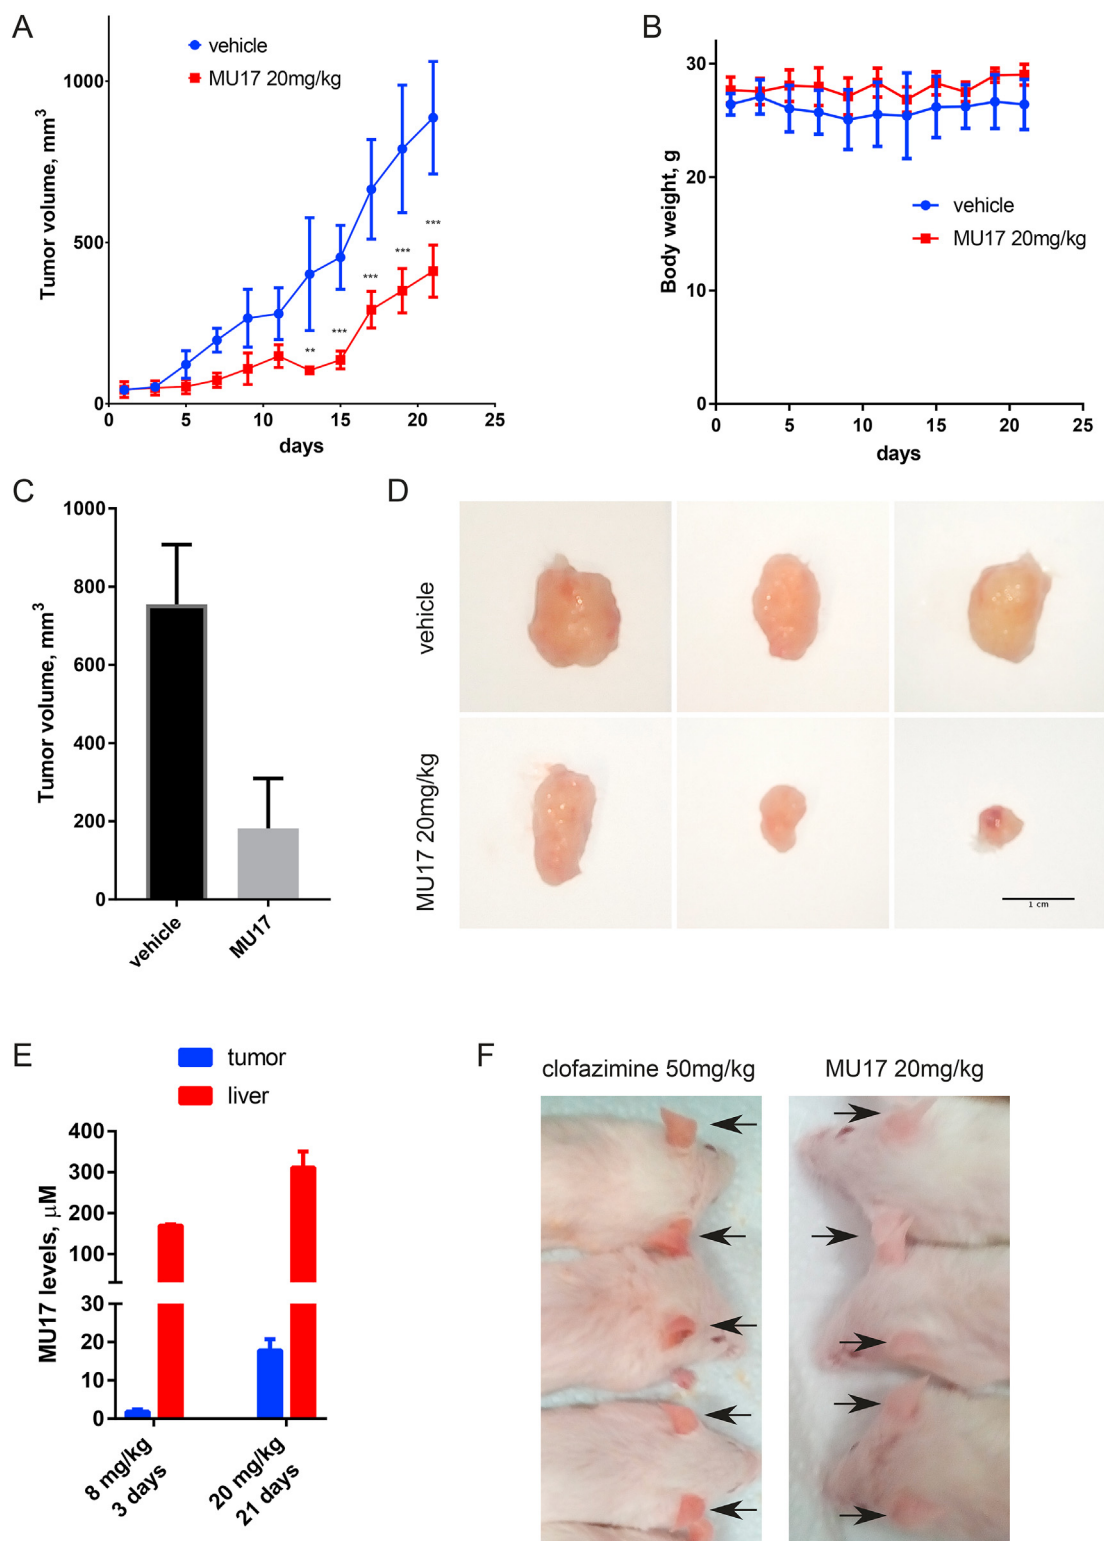 A
vehicle
MU17 20mg/kg
Tumor volume, mm³
1000
500
0
**
***
***
***
***
0 5 10 15 20 25
days
B
30
20
10
0
Body weight, g
vehicle
MU17 20mg/kg
0 5 10 15 20 25
days
C
Tumor volume, mm³
1000
800
600
400
200
0
vehicle
MU17
D
vehicle
MU17 20mg/kg
1 cm
E
tumor
liver
MU17 levels, μM
400
300
200
100
30
20
10
0
8 mg/kg
3 days
20 mg/kg
21 days
F
clofazimine 50mg/kg
MU17 20mg/kg